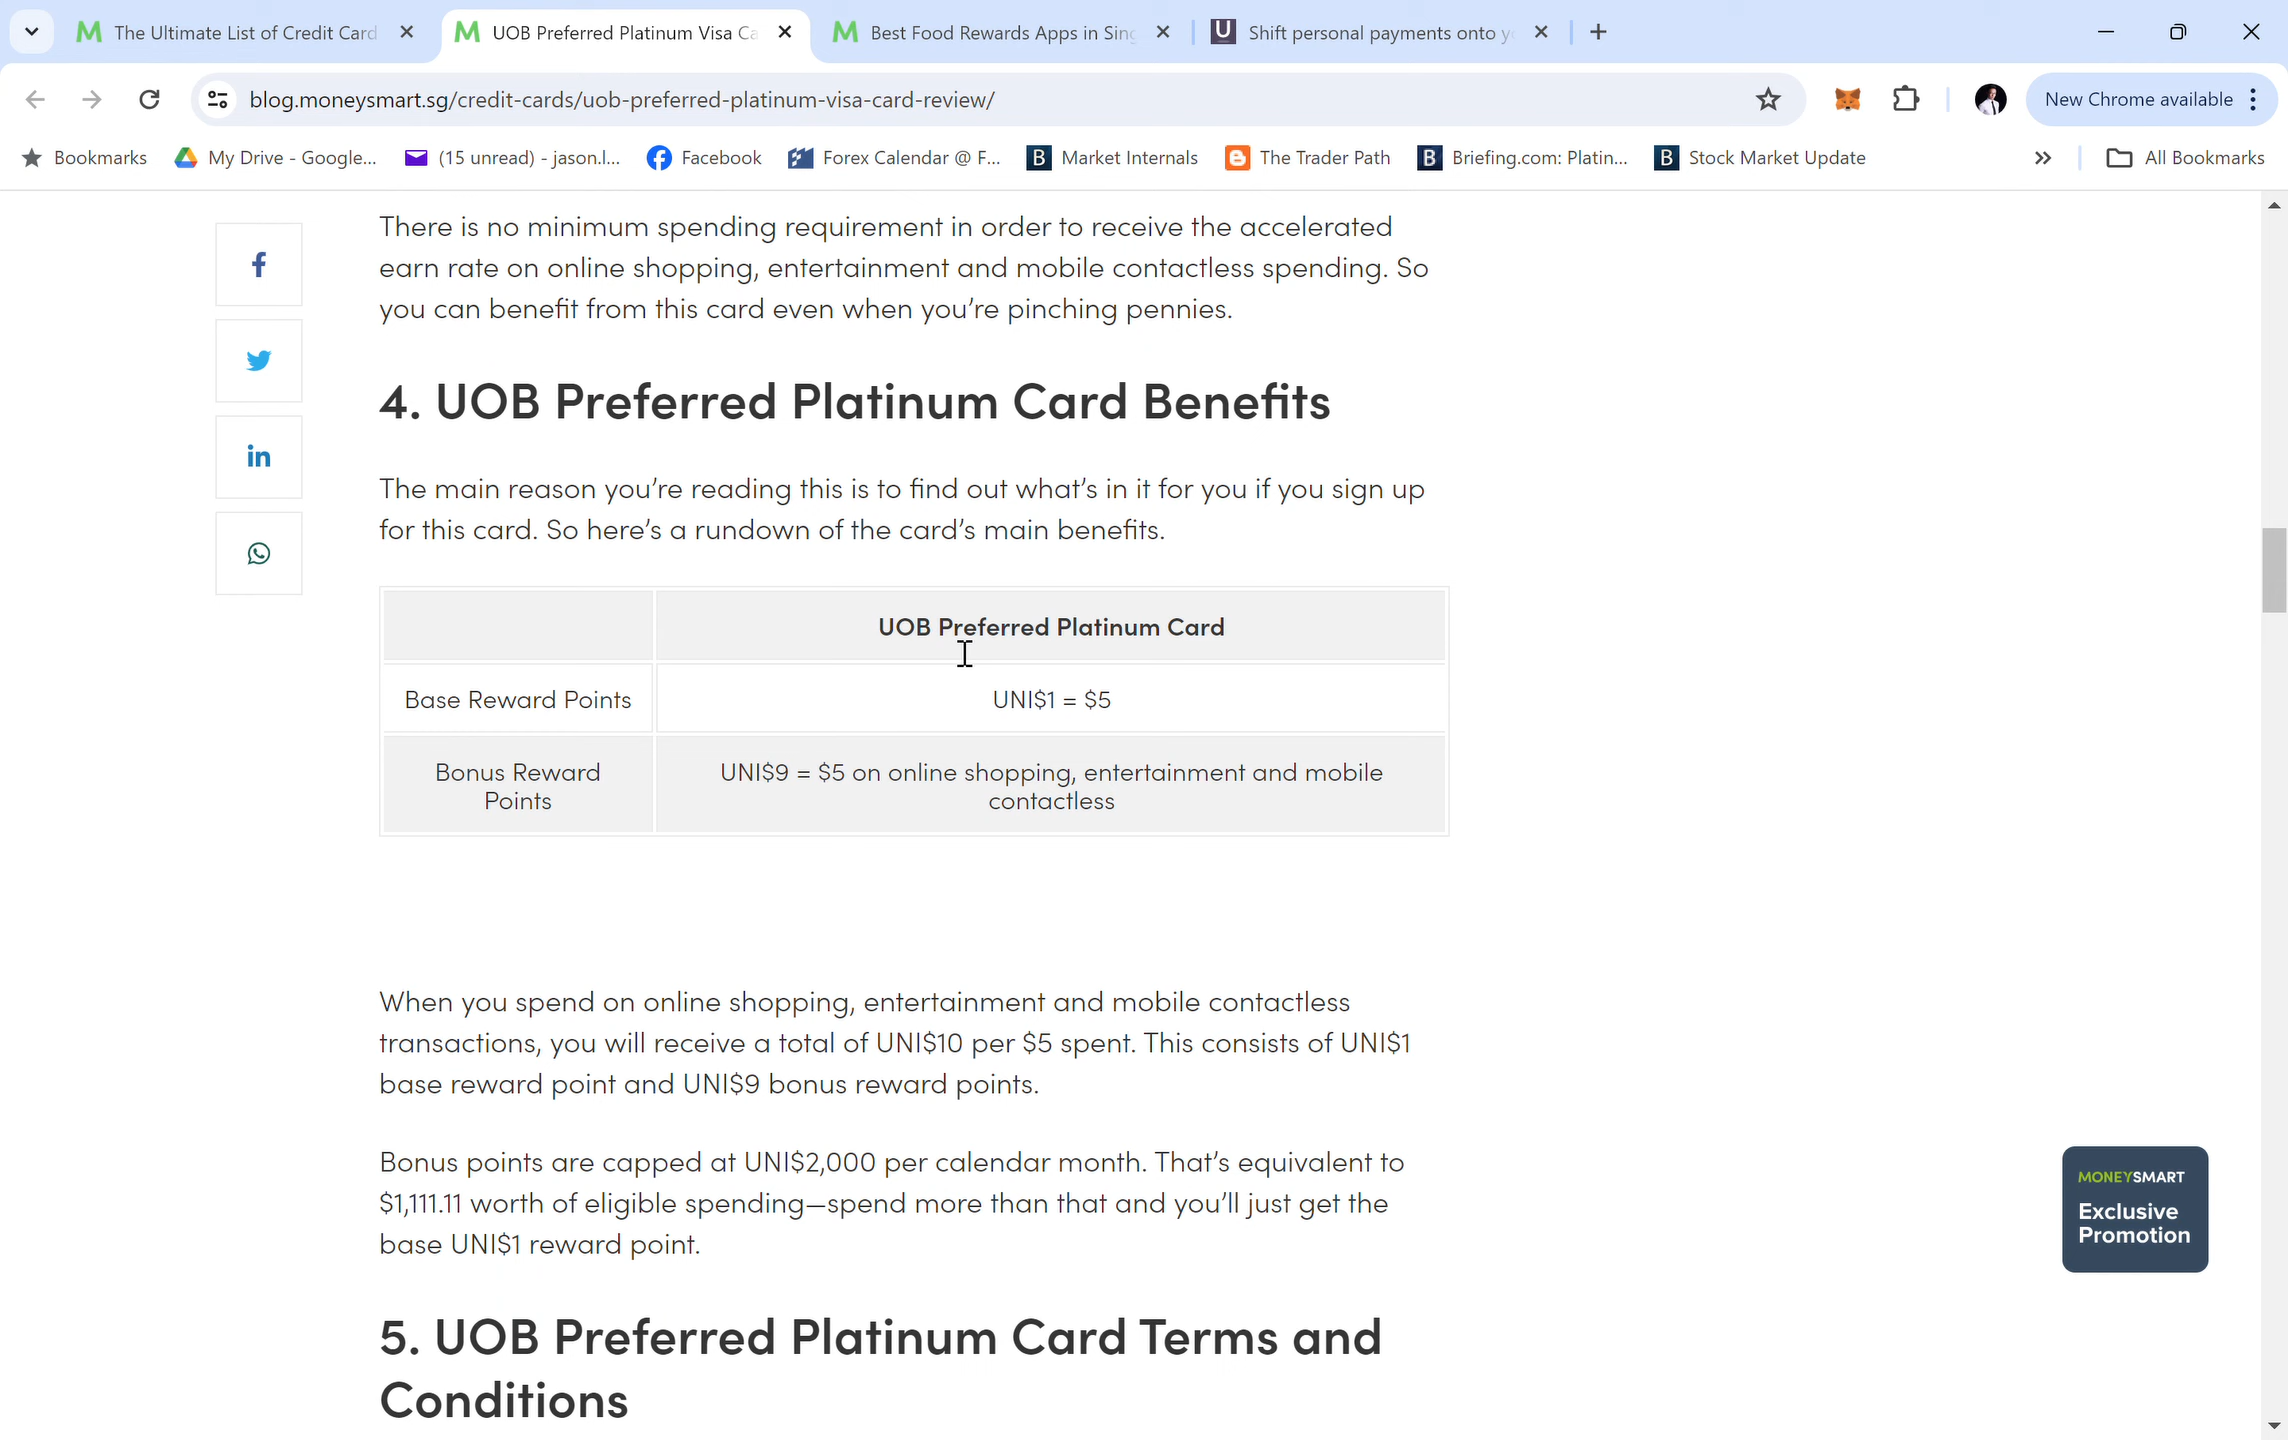 The Ultimate List of Credit Card
UOB Preferred Platinum Visa Ca
Best Food Rewards Apps in Sing
Shift personal payments onto y
blog.moneysmart.sg/credit-cards/uob-preferred-platinum-visa-card-review/
New Chrome available
Bookmarks
My Drive - Google...
(15 unred) - jason.l...
Facebook
Forex Calendar @ F...
B Market Internals
The Trader Path
B Briefing.com: Platin...
B Stock Market Update
All Bookmarks
There is no minimum spending requirement in order to receive the accelerated
earn rate on online shopping, entertainment and mobile contactless spending. So
you can benefit from this card even when you’re pinching pennies.
4. UOB Preferred Platinum Card Benefits
The main reason you’re reading this is to find out what’s in it for you if you sign up
for this card. So here’s a rundown of the card’s main benefits.
UOB Preferred Platinum Card
Base Reward Points
UNI$1 = $5
Bonus Reward
Points
UNI$9 = $5 on online shopping, entertainment and mobile
contactless
When you spend on online shopping, entertainment and mobile contactless
transactions, you will receive a total of UNI$10 per $5 spent. This consists of UNI$1
base reward point and UNI$9 bonus reward points.
Bonus points are capped at UNI$2,000 per calendar month. That’s equivalent to
$1,111.11 worth of eligible spending—spend more than that and you’ll just get the
base UNI$1 reward point.
MONEYSMART
Exclusive
Promotion
5. UOB Preferred Platinum Card Terms and
Conditions